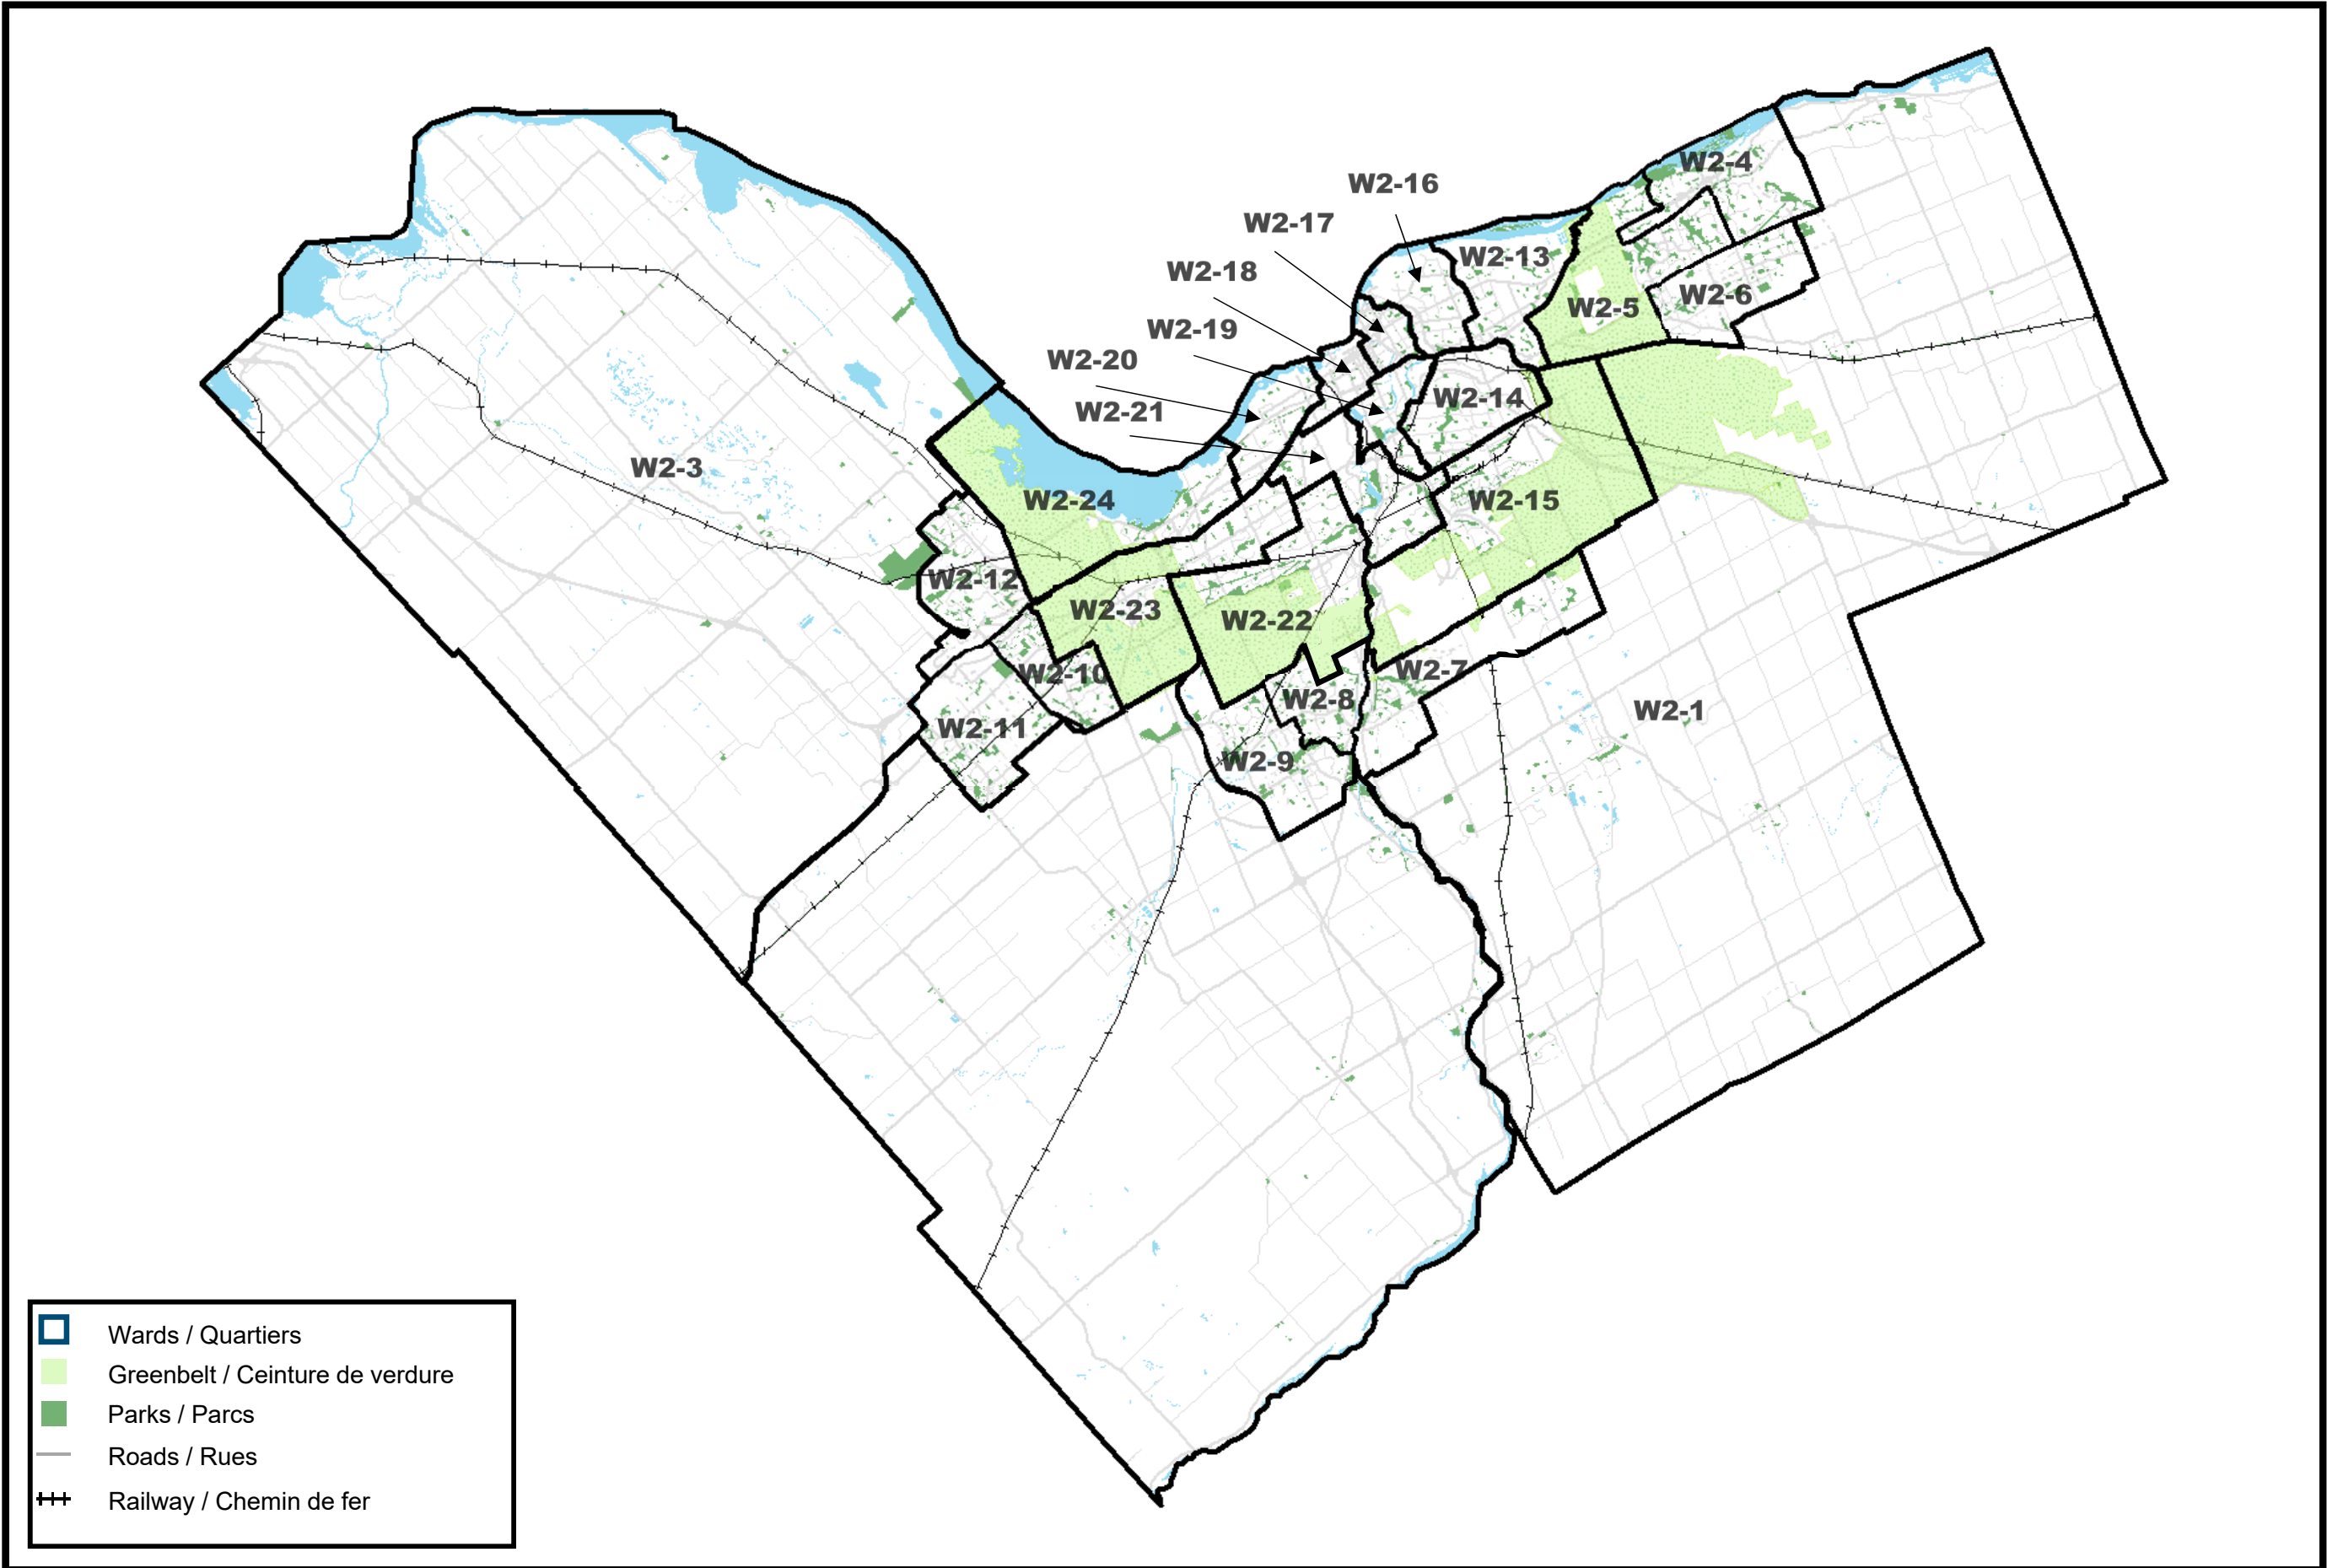 W2-4
W2-16
W2-17
W2-13
W2-18
W2-6
W2-5
W2-19
W2-20
W2-14
W2-21
W2-3
W2-24
W2-15
W2-12
W2-23
W2-22
W2-10
W2-7
W2-8
W2-1
W2-11
W2-9
Wards / Quartiers
Greenbelt / Ceinture de verdure
Parks / Parcs
Roads / Rues
Railway / Chemin de fer